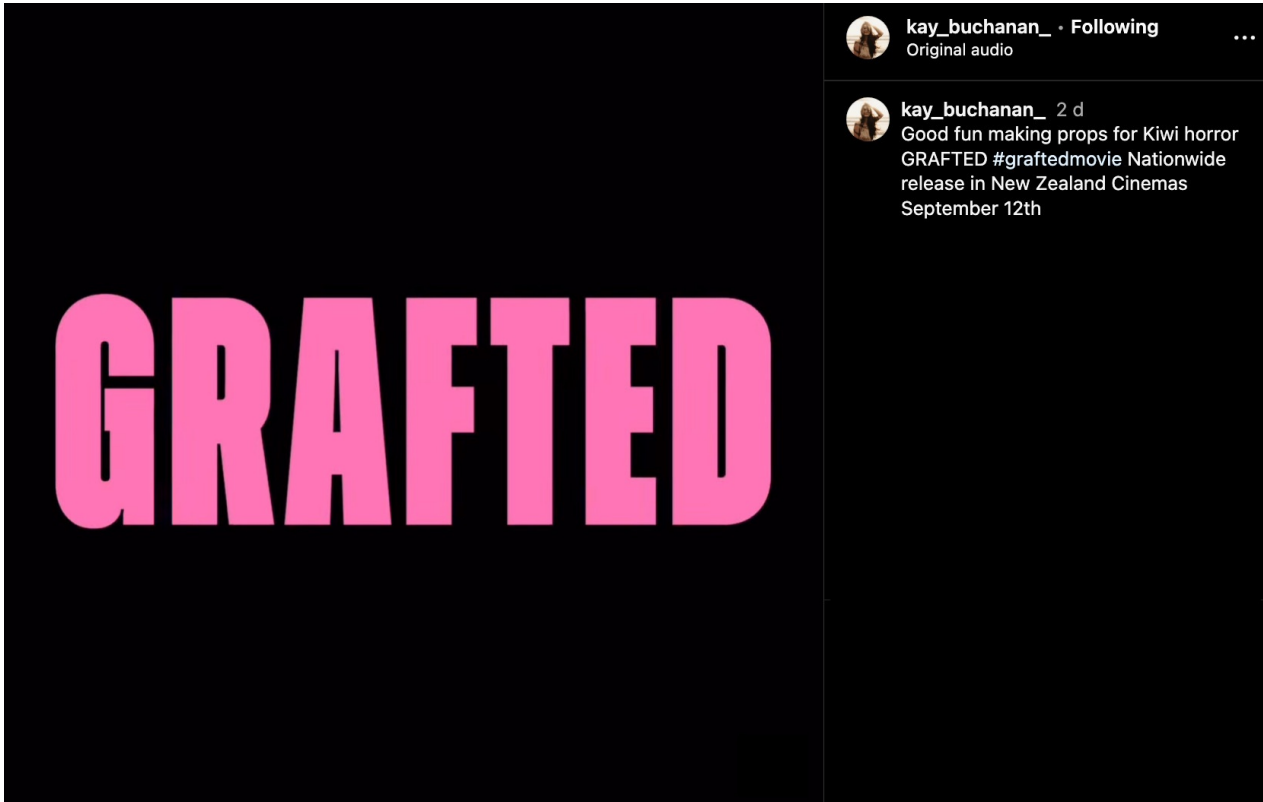 GRAFTED
kay_buchanan_ • Following
Original audio
kay_buchanan_ 2 d
Good fun making props for Kiwi horror
GRAFTED #graftedmovie Nationwide
release in New Zealand Cinemas
September 12th